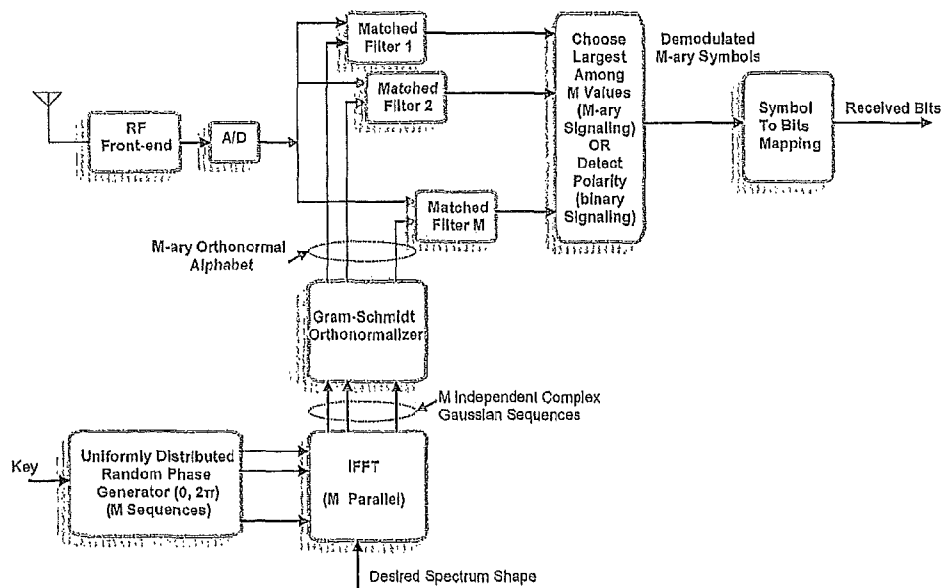 Matched
Filter 1
Matched
Filter 2
Matched
Filter M
Choose
Largest
Among
M Values
(M-ary
Signaling)
OR
Detect
Polarity
(binary
Signaling)
Demodulated
M-ary Symbols
Symbol
To Bits
Mapping
Received Bits
RF
Front-end
A/D
M-ary Orthonormal
Alphabet
Gram-Schmidt
Orthonormalizer
M Independent Complex
Gaussian Sequences
Key
Uniformly Distributed
Random Phase
Generator (0, 2π)
(M Sequences)
IFFT
(M Parallel)
Desired Spectrum Shape